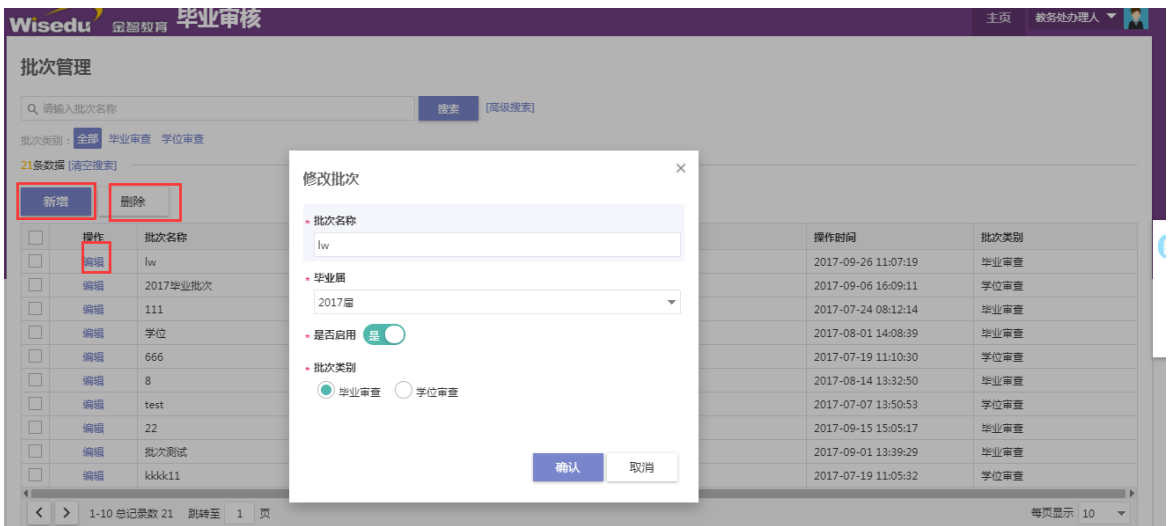 Wisedu 金智教育 毕业审核 主页 教务处办理人
批次管理
请输入批次名称 搜索 [高级搜索]
批次类别: 全部 毕业审查 学位审查
21条数据 [清空搜索]
新增 删除
操作 批次名称 操作时间 批次类别
编辑 lw 2017-09-26 11:07:19 毕业审查
编辑 2017毕业批次 2017-09-06 16:09:11 学位审查
编辑 111 2017-07-24 08:12:14 毕业审查
编辑 学位 2017-08-01 14:08:39 毕业审查
编辑 666 2017-07-19 11:10:30 学位审查
编辑 8 2017-08-14 13:32:50 毕业审查
编辑 test 2017-07-07 13:50:53 学位审查
编辑 22 2017-09-15 15:05:17 毕业审查
编辑 批次测试 2017-09-01 13:39:29 毕业审查
编辑 kkkk11 2017-07-19 11:05:32 学位审查
1-10 总记录数 21 跳转至 1 页 每页显示 10
修改批次
* 批次名称
lw
* 毕业届
2017届
* 是否启用 是
* 批次类别
毕业审查 学位审查
确认 取消